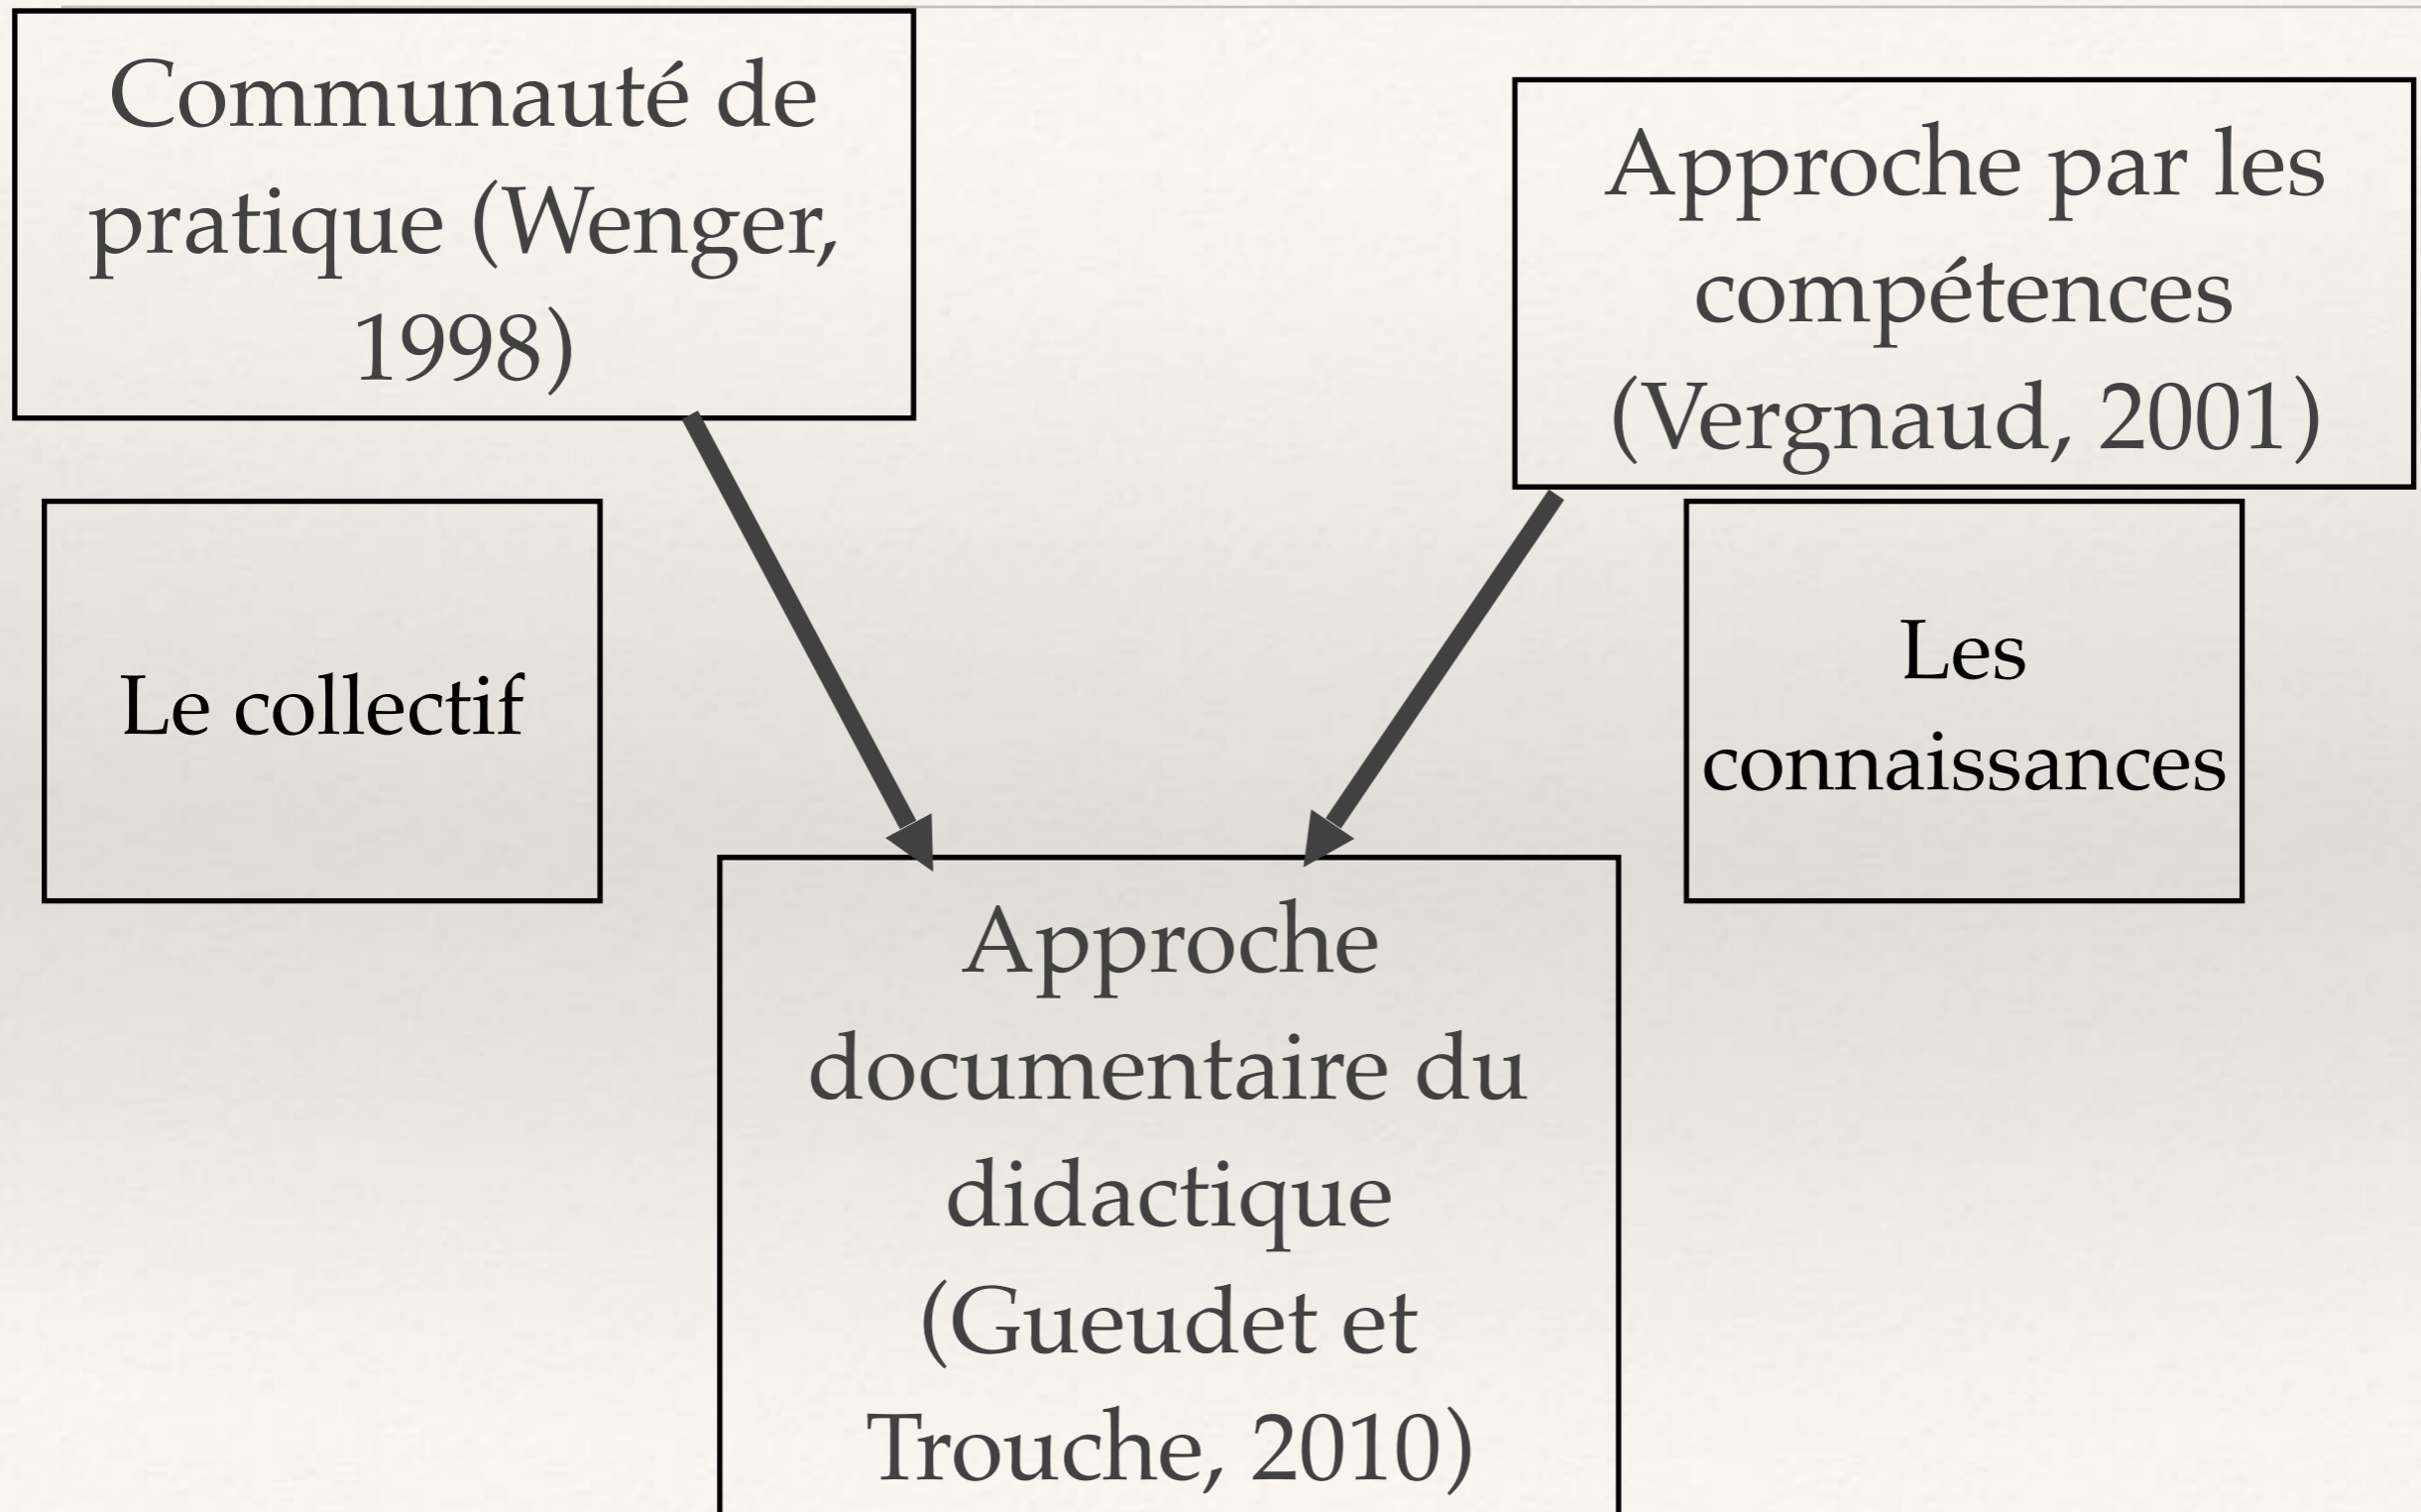 Communauté de
pratique (Wenger,
1998)
Approche par les
compétences
(Vergnaud, 2001)
Le collectif
Les
connaissances
Approche
documentaire du
didactique
(Gueudet et
Trouche, 2010)